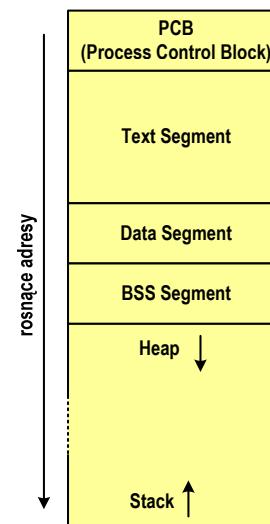 PCB
(Process Control Block)
Text Segment
Data Segment
BSS Segment
Heap
Stack
rosnące adresy